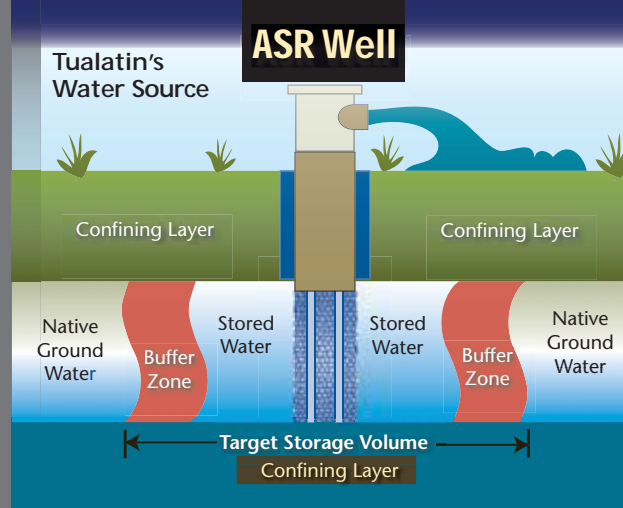 ASR Well
Tualatin's
Water Source
Confining Layer
Confining Layer
Native
Ground
Water
Buffer
Zone
Stored
Water
Stored
Water
Buffer
Zone
Native
Ground
Water
Target Storage Volume
Confining Layer